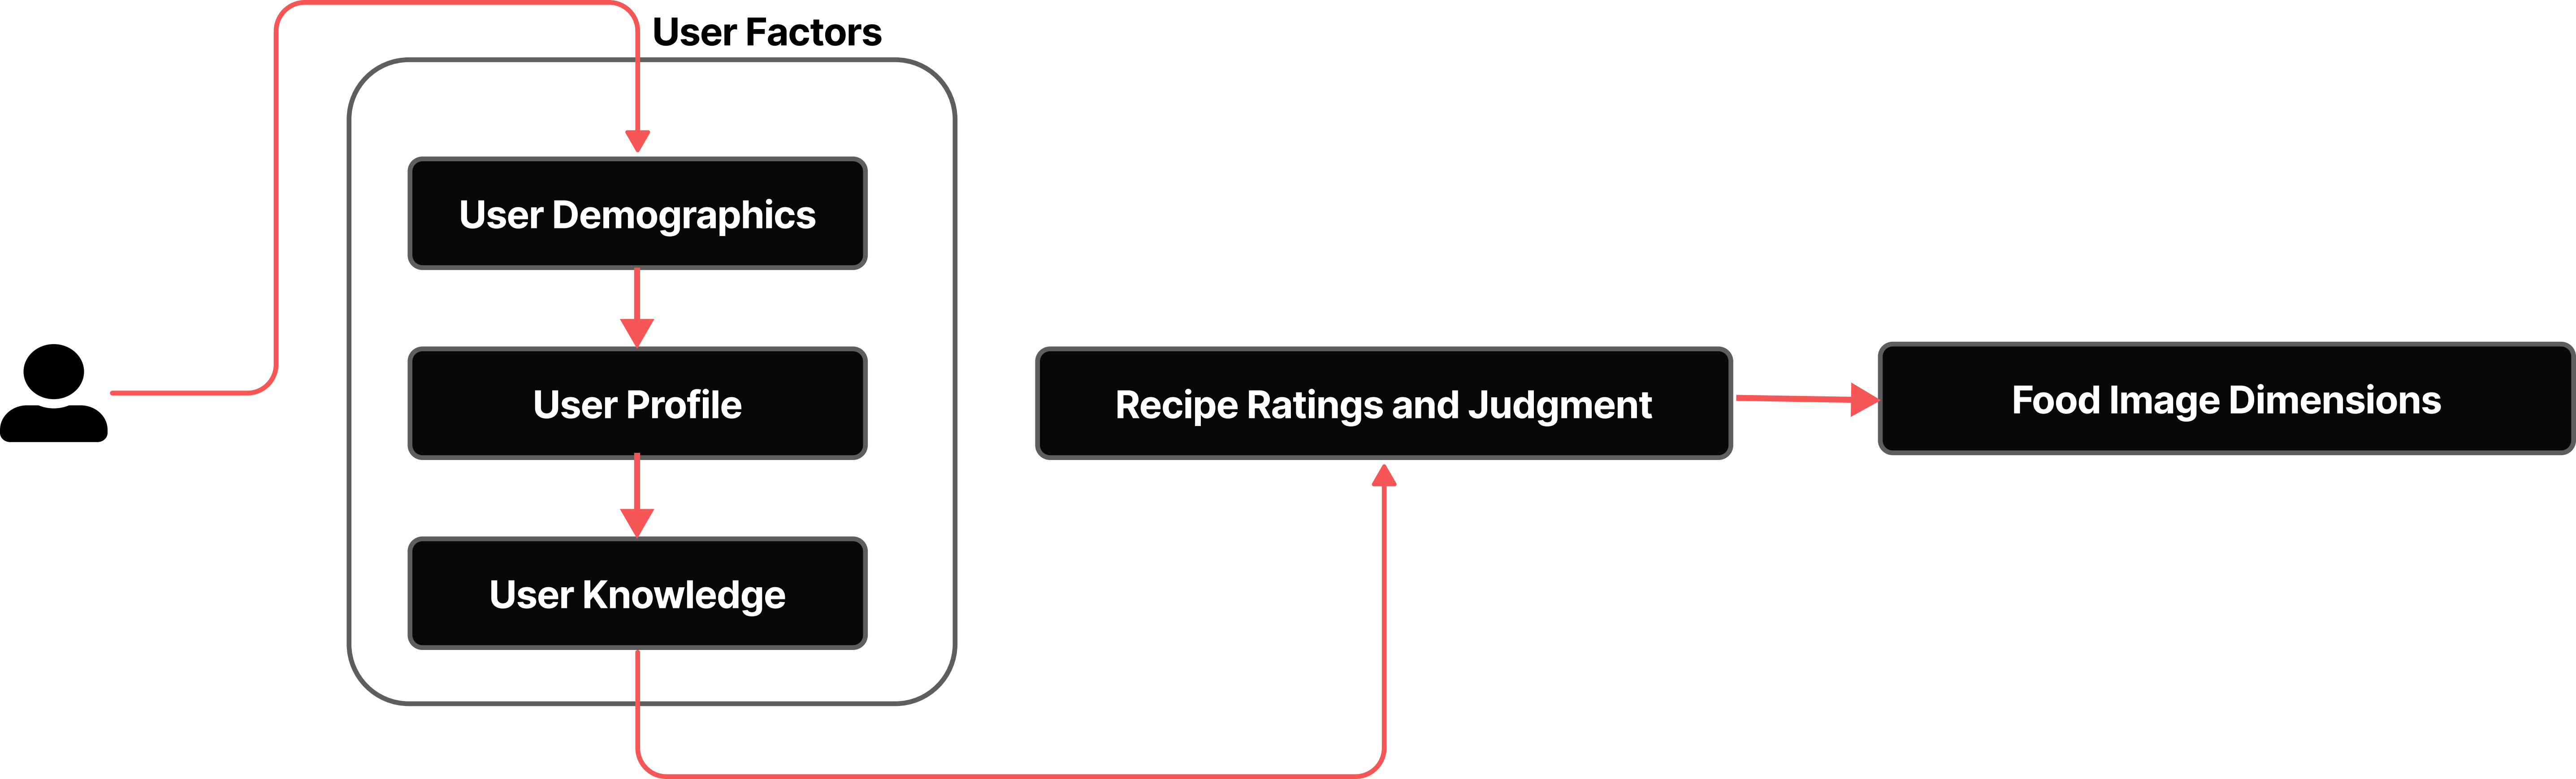 User Factors
User Demographics
User Profile
User Knowledge
Recipe Ratings and Judgment
Food Image Dimensions